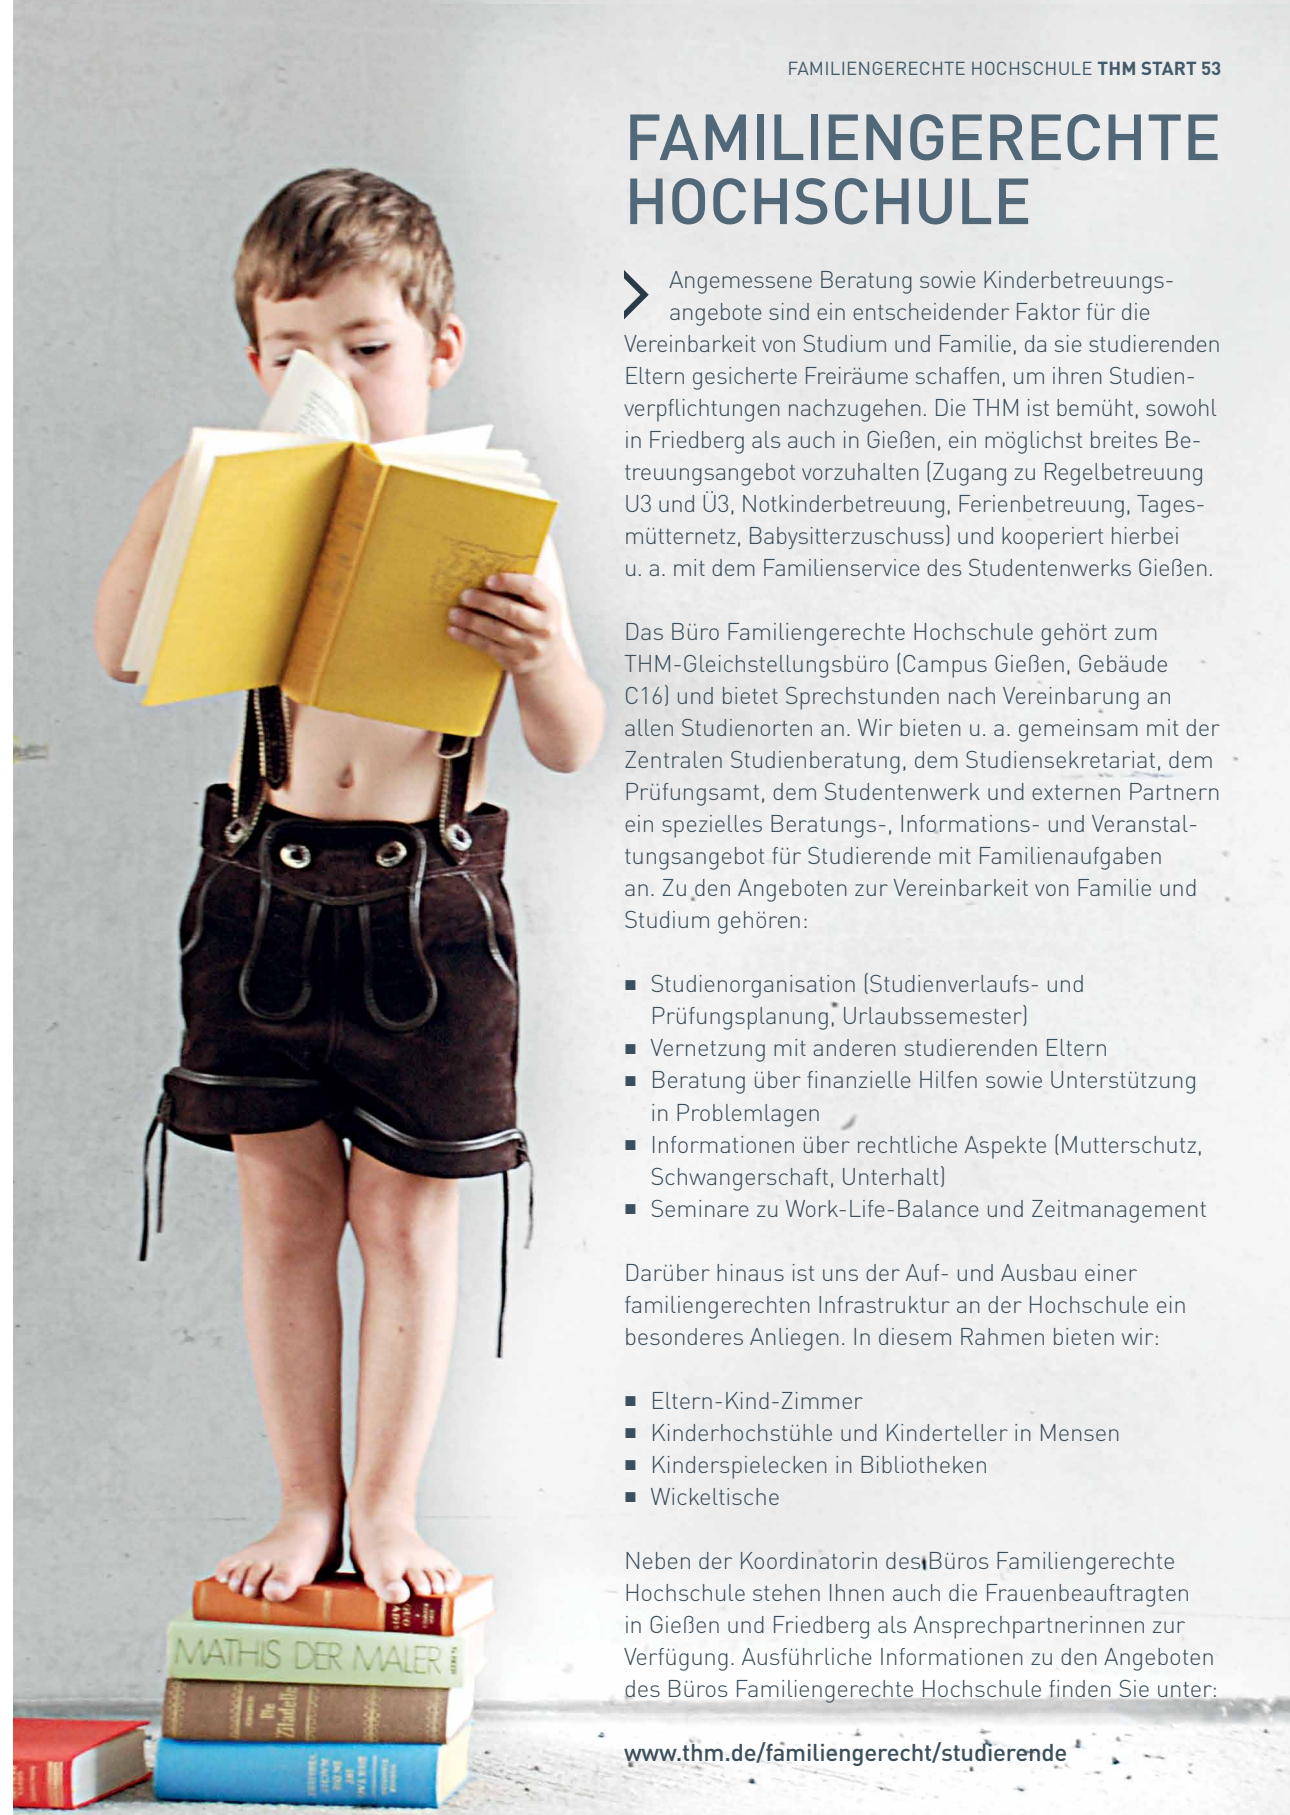 FAMILIENGERECHTE HOCHSCHULE THM START 53
FAMILIENGERECHTE
HOCHSCHULE
Angemessene Beratung sowie Kinderbetreuungs-
angebote sind ein entscheidender Faktor für die
Vereinbarkeit von Studium und Familie, da sie studierenden
Eltern gesicherte Freiräume schaffen, um ihren Studien-
verpflichtungen nachzugehen. Die THM ist bemüht, sowohl
in Friedberg als auch in Gießen, ein möglichst breites Be-
treuungsangebot vorzuhalten (Zugang zu Regelbetreuung
U3 und Ü3, Notkinderbetreuung, Ferienbetreuung, Tages-
mütternetz, Babysitterzuschuss) und kooperiert hierbei
u. a. mit dem Familienservice des Studentenwerks Gießen.
Das Büro Familiengerechte Hochschule gehört zum
THM-Gleichstellungsbüro (Campus Gießen, Gebäude
C16) und bietet Sprechstunden nach Vereinbarung an
allen Studienorten an. Wir bieten u. a. gemeinsam mit der
Zentralen Studienberatung, dem Studiensekretariat, dem
Prüfungsamt, dem Studentenwerk und externen Partnern
ein spezielles Beratungs-, Informations- und Veranstal-
tungsangebot für Studierende mit Familienaufgaben
an. Zu den Angeboten zur Vereinbarkeit von Familie und
Studium gehören:
■ Studienorganisation (Studienverlaufs- und
Prüfungsplanung, Urlaubssemester)
■ Vernetzung mit anderen studierenden Eltern
■ Beratung über finanzielle Hilfen sowie Unterstützung
in Problemlagen
■ Informationen über rechtliche Aspekte (Mutterschutz,
Schwangerschaft, Unterhalt)
■ Seminare zu Work-Life-Balance und Zeitmanagement
Darüber hinaus ist uns der Auf- und Ausbau einer
familiengerechten Infrastruktur an der Hochschule ein
besonderes Anliegen. In diesem Rahmen bieten wir:
■ Eltern-Kind-Zimmer
■ Kinderhochstühle und Kinderteller in Mensen
■ Kinderspielecken in Bibliotheken
■ Wickeltische
Neben der Koordinatorin des Büros Familiengerechte
Hochschule stehen Ihnen auch die Frauenbeauftragten
in Gießen und Friedberg als Ansprechpartnerinnen zur
Verfügung. Ausführliche Informationen zu den Angeboten
des Büros Familiengerechte Hochschule finden Sie unter:
www.thm.de/familiengerecht/studierende
MATHIS DER MALER
Die
Zitadelle